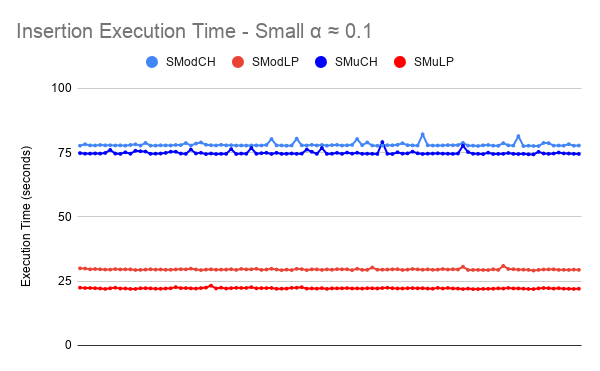 Insertion Execution Time - Small α ≈ 0.1
SModCH SModLP SMuCH SMuLP
Execution Time (seconds)
100
75
50
25
0